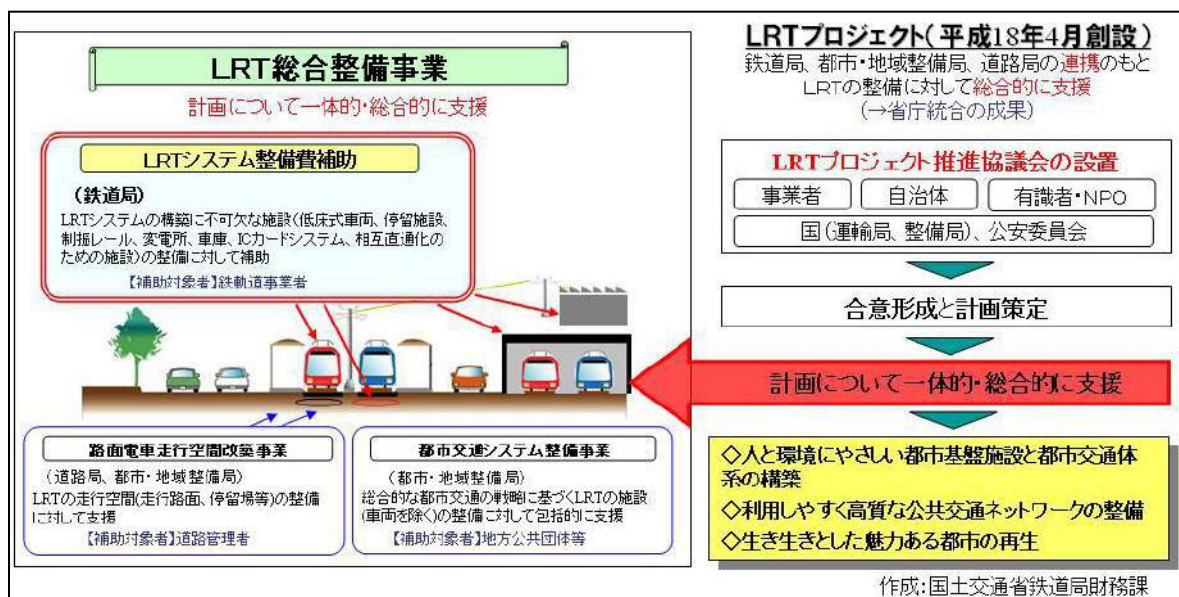 LRT総合整備事業
計画について一体的・総合的に支援
LRTシステム整備費補助
(鉄道局)
LRTシステムの構築に不可欠な施設(低床式車両、停留施設、
制振レール、変電所、車庫、ICカードシステム、相互直通化の
ための施設)の整備に対して補助
【補助対象者】鉄軌道事業者
路面電車走行空間改築事業
(道路局、都市・地域整備局)
LRTの走行空間(走行路面、停留場等)の整備
に対して支援
【補助対象者】道路管理者
都市交通システム整備事業
(都市・地域整備局)
総合的な都市交通の戦略に基づくLRTの施設
(車両を除く)の整備に対して包括的に支援
【補助対象者】地方公共団体等
LRTプロジェクト(平成18年4月創設)
鉄道局、都市・地域整備局、道路局の連携のもと
LRTの整備に対して総合的に支援
(→省庁統合の成果)
LRTプロジェクト推進協議会の設置
事業者
自治体
有識者・NPO
国(運輸局、整備局)、公安委員会
合意形成と計画策定
計画について一体的・総合的に支援
◇人と環境にやさしい都市基盤施設と都市交通体
系の構築
◇利用しやすく高質な公共交通ネットワークの整備
◇生き生きとした魅力ある都市の再生
作成:国土交通省鉄道局財務課